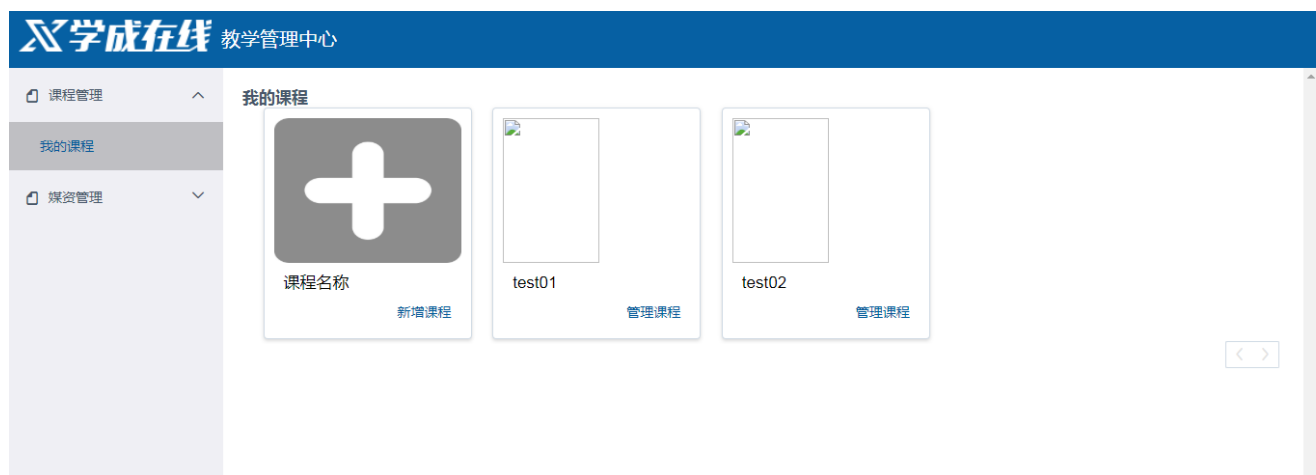 学成在线 教学管理中心
课程管理
我的课程
媒资管理
我的课程
课程名称
新增课程
test01
管理课程
test02
管理课程